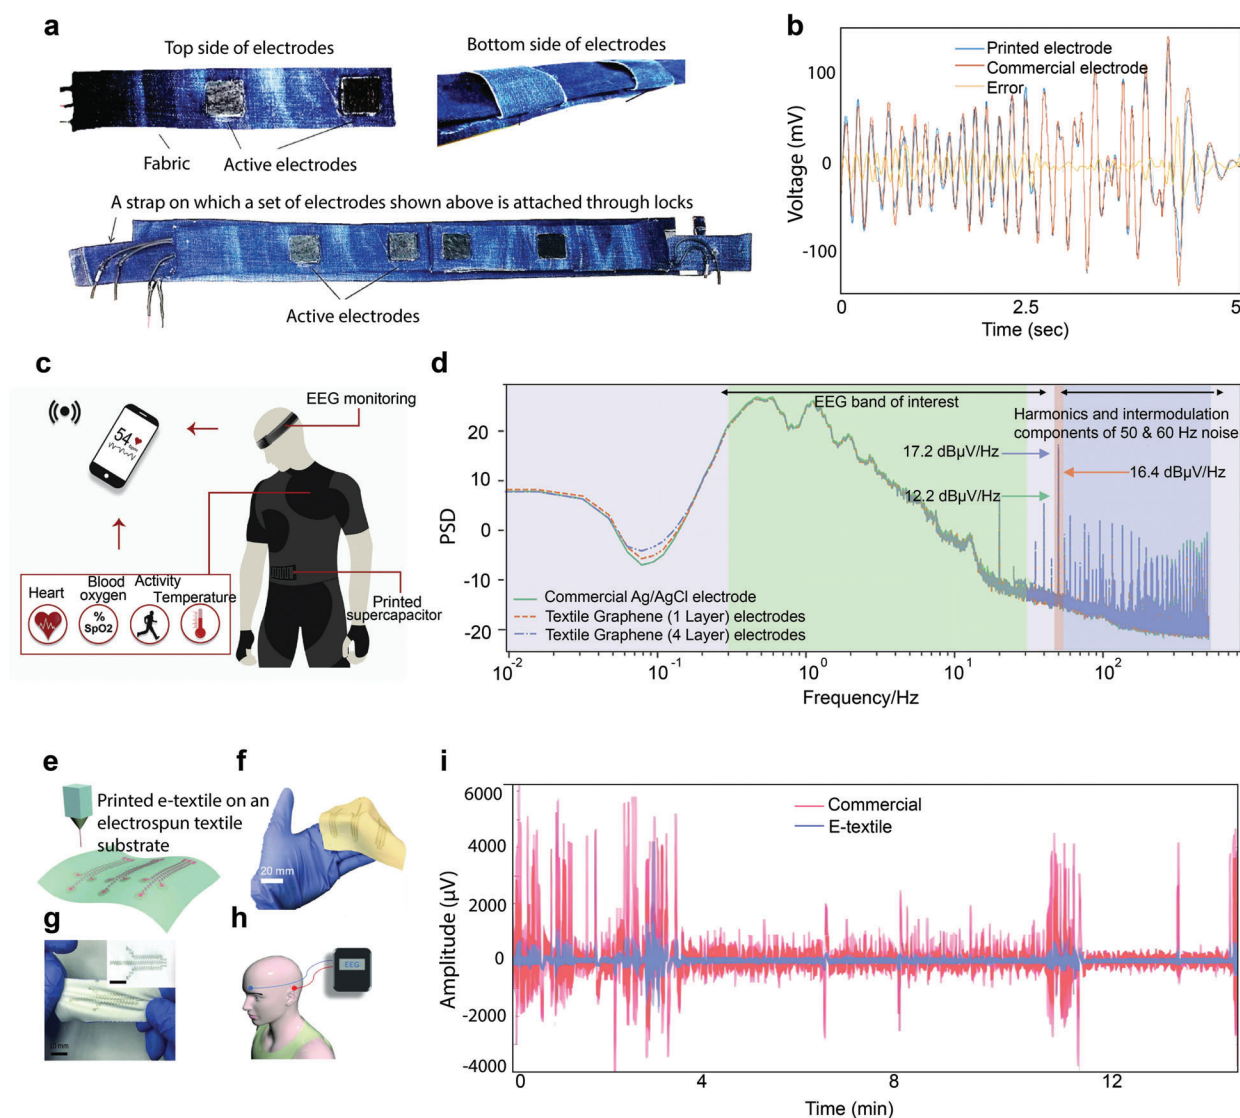 a
Top side of electrodes
Bottom side of electrodes
Fabric
Active electrodes
A strap on which a set of electrodes shown above is attached through locks
Active electrodes
b
Printed electrode
Commercial electrode
Error
Voltage (mV)
100
0
-100
0
2.5
5
Time (sec)
c
EEG monitoring
54
bpm
Heart
Blood
oxygen
Activity
Temperature
%
SpO2
Printed
supercapacitor
d
EEG band of interest
Harmonics and intermodulation
components of 50 & 60 Hz noise
17.2 dBµV/Hz
16.4 dBµV/Hz
12.2 dBµV/Hz
PSD
20
10
0
-10
-20
Commercial Ag/AgCl electrode
Textile Graphene (1 Layer) electrodes
Textile Graphene (4 Layer) electrodes
10⁻²
10⁻¹
10⁰
10¹
10²
Frequency/Hz
e
Printed e-textile on an
electrospun textile
substrate
f
20 mm
g
h
EEG
i
Commercial
E-textile
Amplitude (µV)
6000
4000
2000
0
-2000
-4000
0
4
8
12
Time (min)